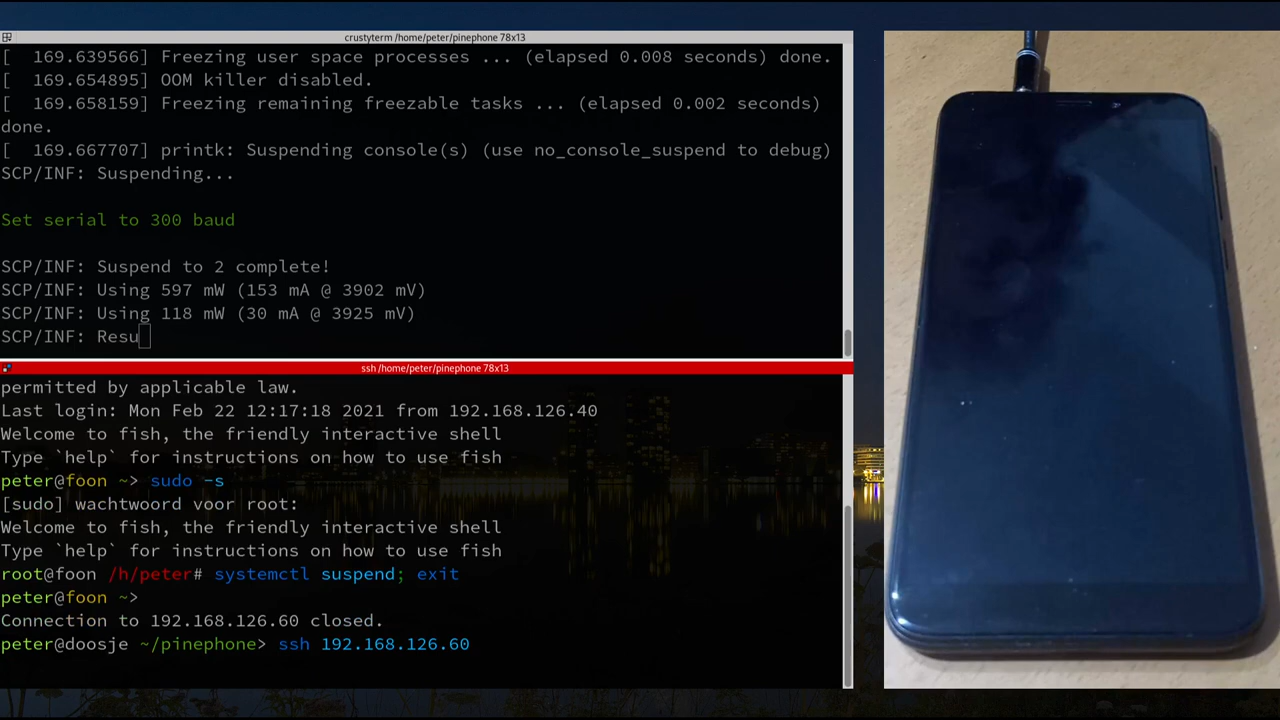 crustyterm /home/peter/pinephone 78x13
[  169.639566] Freezing user space processes ... (elapsed 0.008 seconds) done.
[  169.654895] OOM killer disabled.
[  169.658159] Freezing remaining freezable tasks ... (elapsed 0.002 seconds)
done.
[  169.667707] printk: Suspending console(s) (use no_console_suspend to debug)
SCP/INF: Suspending...
Set serial to 300 baud
SCP/INF: Suspend to 2 complete!
SCP/INF: Using 597 mW (153 mA @ 3902 mV)
SCP/INF: Using 118 mW (30 mA @ 3925 mV)
SCP/INF: Resu
ssh /home/peter/pinephone 78x13
permitted by applicable law.
Last login: Mon Feb 22 12:17:18 2021 from 192.168.126.40
Welcome to fish, the friendly interactive shell
Type `help` for instructions on how to use fish
peter@foon ~> sudo -s
[sudo] wachtwoord voor root:
Welcome to fish, the friendly interactive shell
Type `help` for instructions on how to use fish
root@foon /h/peter# systemctl suspend; exit
peter@foon ~>
Connection to 192.168.126.60 closed.
peter@doosje ~/pinephone> ssh 192.168.126.60